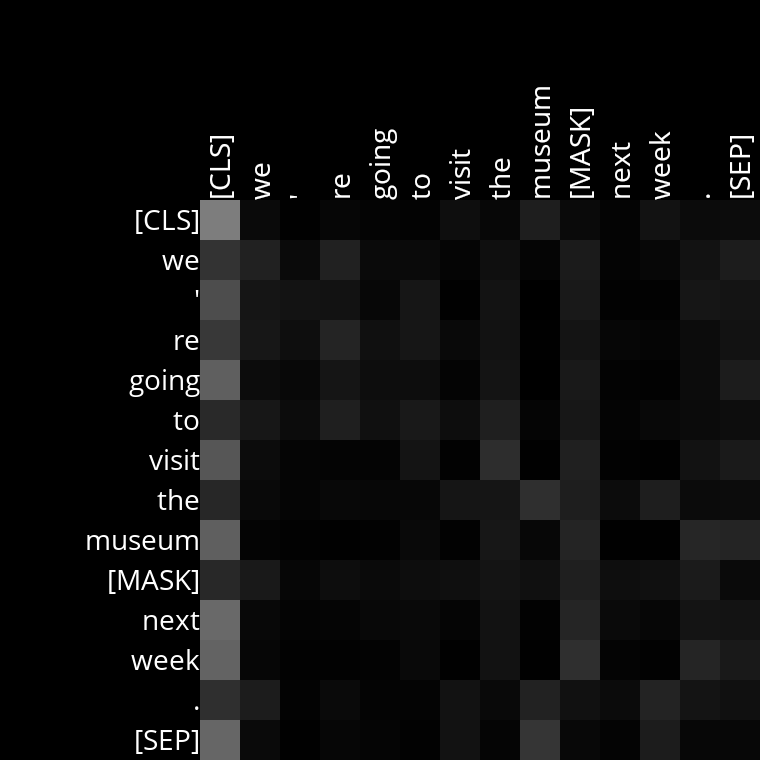 [CLS] we ' re going to visit the museum [MASK] next week . [SEP]
[CLS]
we
'
re
going
to
visit
the
museum
[MASK]
next
week
.
[SEP]